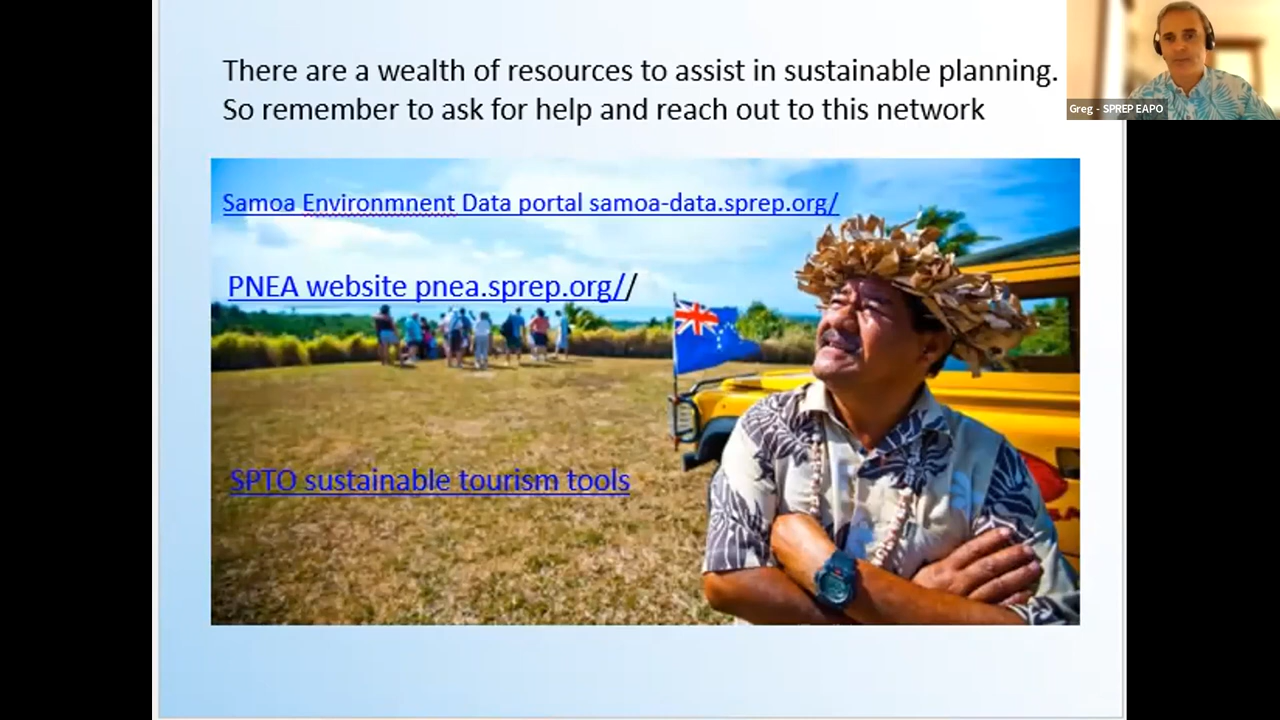 There are a wealth of resources to assist in sustainable planning.
So remember to ask for help and reach out to this network
Greg - SPREP EAPO
Samoa Environmnent Data portal samoa-data.sprep.org/
PNEA website pnea.sprep.org//
SPTO sustainable tourism tools